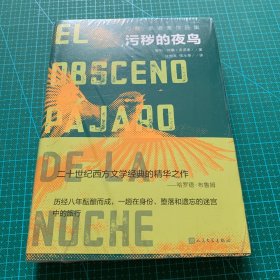 EL
污秽的夜鸟
OBSCENO
PÁJARO
DE LA
NOCHE
二十世纪西方文学经典的精华之作
——哈罗德·布鲁姆
历经八年酝酿而成，一趟在身份、堕落和遗忘的迷宫
中的旅行
人民文学出版社